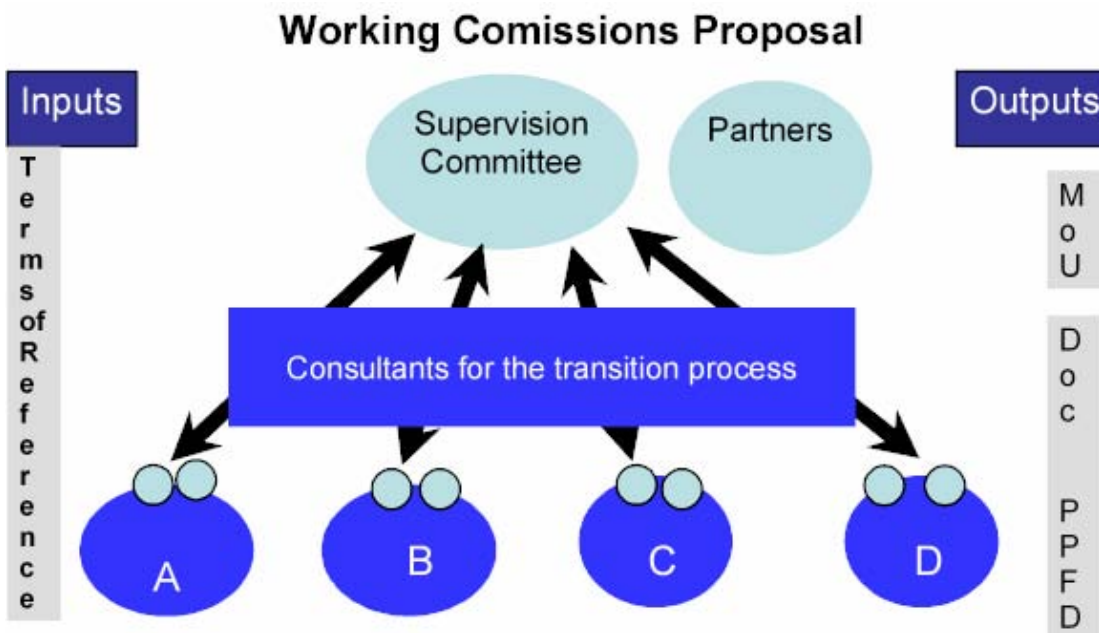 Working Comissions Proposal
Inputs
Supervision
Committee
Partners
Outputs
Terms of Reference
MoU
Doc PPFD
Consultants for the transition process
A
B
C
D